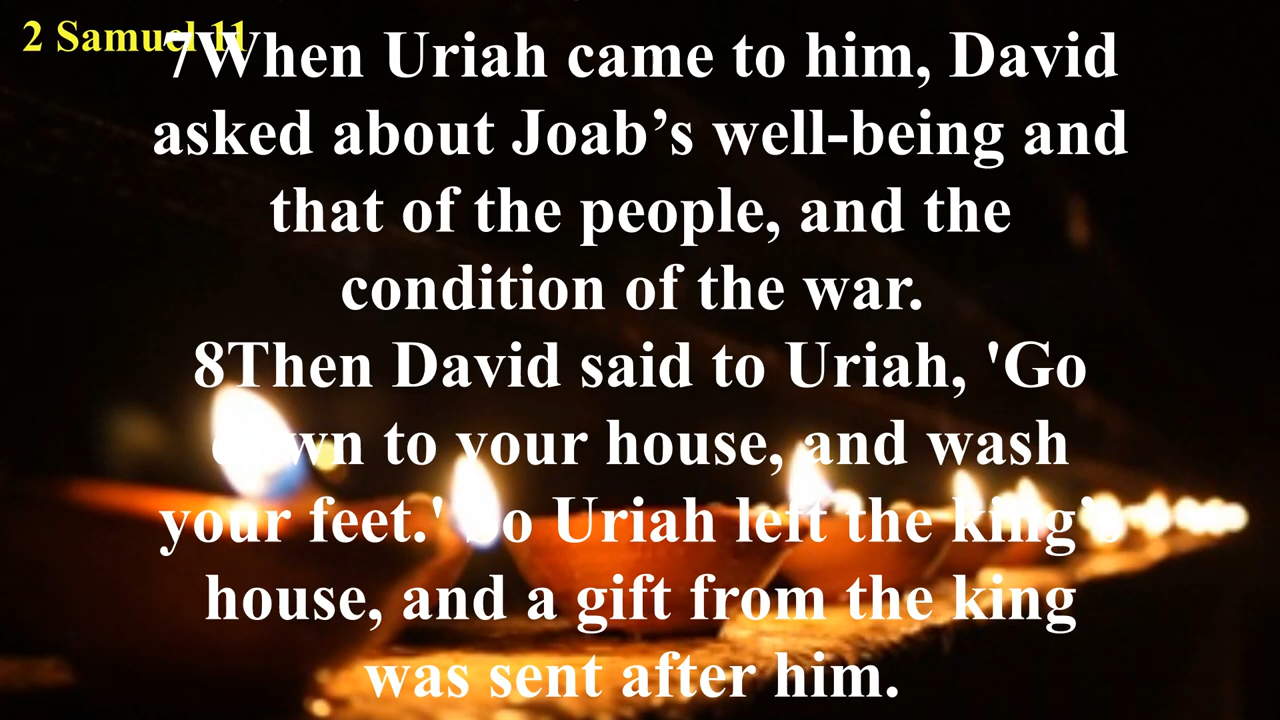 2 Samuel 11
7When Uriah came to him, David
asked about Joab’s well-being and
that of the people, and the
condition of the war.
8Then David said to Uriah, 'Go
down to your house, and wash
your feet.' So Uriah left the king’s
house, and a gift from the king
was sent after him.